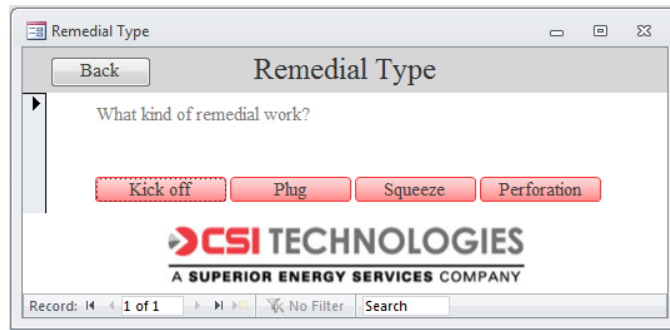 Remedial Type
Back Remedial Type
What kind of remedial work?
Kick off Plug Squeeze Perforation
CSI TECHNOLOGIES
A SUPERIOR ENERGY SERVICES COMPANY
Record: 1 of 1 No Filter Search